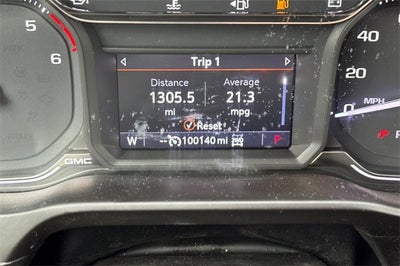 Trip 1
Distance
Average
1305.5
21.3
mi
mpg
Reset
W
100140 mi
P
GMC
5
6
60
20
0
MPH